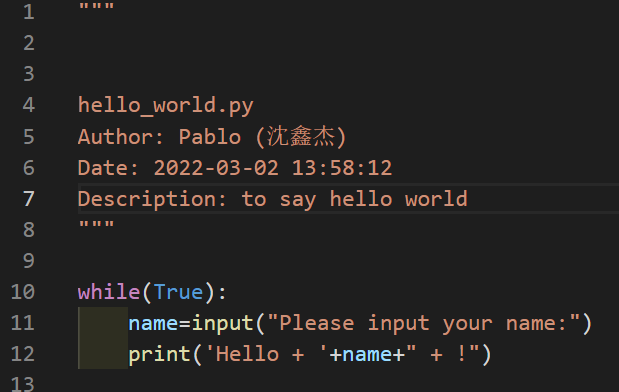 1 """
2
3
4 hello_world.py
5 Author: Pablo (沈鑫杰)
6 Date: 2022-03-02 13:58:12
7 Description: to say hello world
8 """
9
10 while(True):
11     name=input("Please input your name:")
12     print('Hello + '+name+" + !")
13